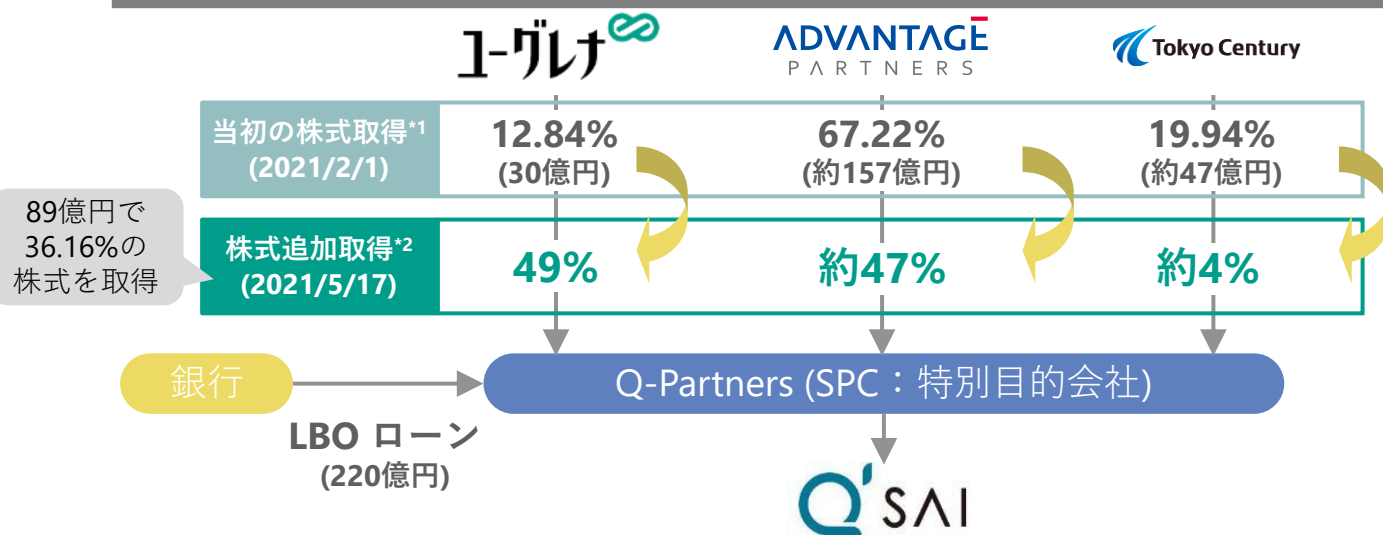 ユーグレナ
ADVANTAGE
PARTNERS
Tokyo Century
当初の株式取得*1
(2021/2/1)
12.84%
(30億円)
67.22%
(約157億円)
19.94%
(約47億円)
89億円で
36.16%の
株式を取得
株式追加取得*2
(2021/5/17)
49%
約47%
約4%
銀行
Q-Partners (SPC：特別目的会社)
LBO ローン
(220億円)
Q'SAI